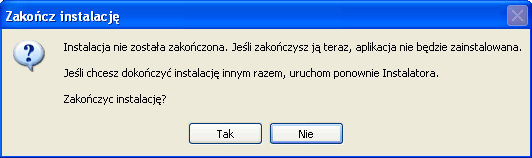 Zakończ instalację
Instalacja nie została zakończona. Jeśli zakończysz ją teraz, aplikacja nie będzie zainstalowana.
Jeśli chcesz dokończyć instalację innym razem, uruchom ponownie Instalatora.
Zakończyc instalację?
Tak
Nie